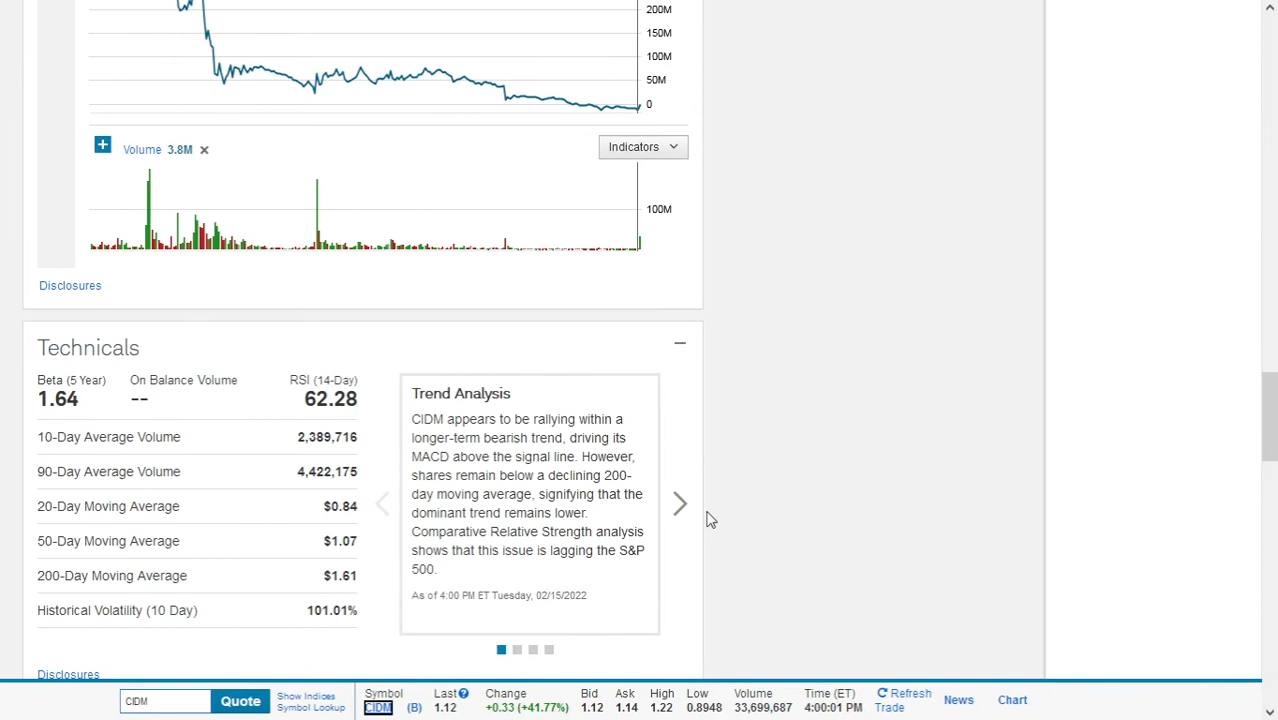 200M
150M
100M
50M
0
Volume 3.8M
Indicators
100M
Disclosures
Technicals
Beta (5 Year) On Balance Volume RSI (14-Day)
1.64 -- 62.28
10-Day Average Volume 2,389,716
90-Day Average Volume 4,422,175
20-Day Moving Average $0.84
50-Day Moving Average $1.07
200-Day Moving Average $1.61
Historical Volatility (10 Day) 101.01%
Trend Analysis
CIDM appears to be rallying within a
longer-term bearish trend, driving its
MACD above the signal line. However,
shares remain below a declining 200-
day moving average, signifying that the
dominant trend remains lower.
Comparative Relative Strength analysis
shows that this issue is lagging the S&P
500.
As of 4:00 PM ET Tuesday, 02/15/2022
Disclosures
CIDM Quote
Show Indices
Symbol Lookup
Symbol Last Change Bid Ask High Low Volume Time (ET) Refresh
CIDM (B) 1.12 +0.33 (+41.77%) 1.12 1.14 1.22 0.8948 33,699,687 4:00:01 PM Trade
News Chart